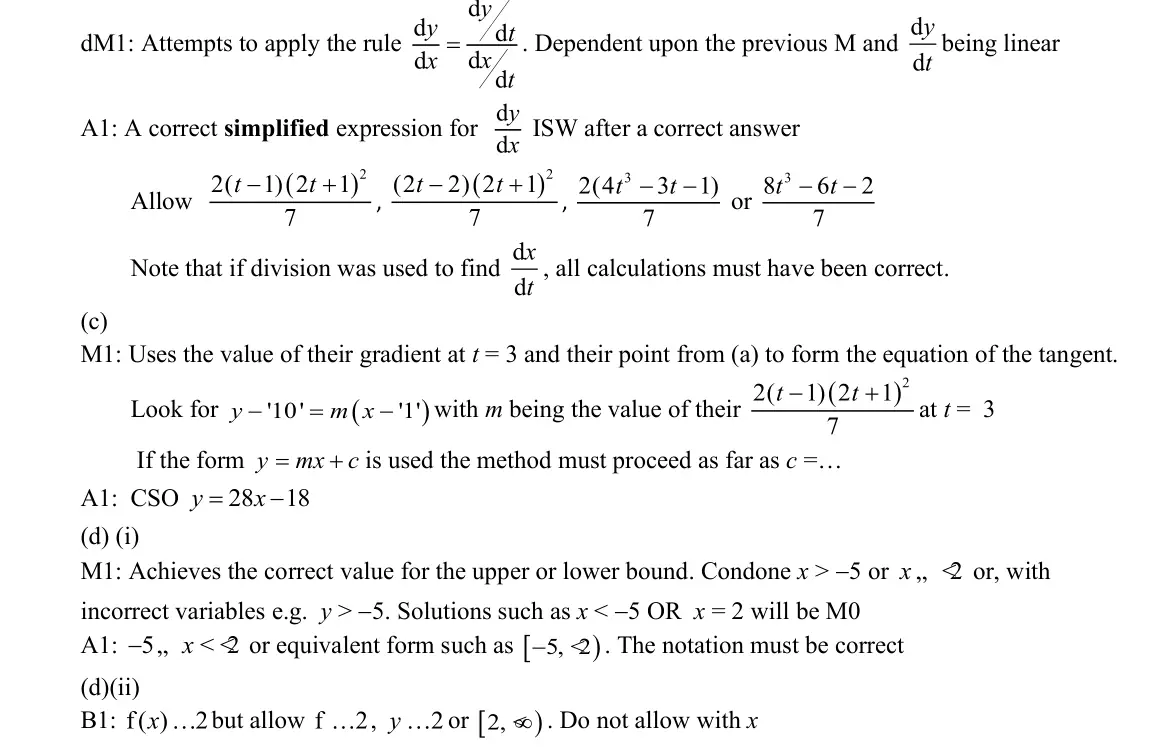 dM1: Attempts to apply the rule dy/dx = (dy/dt)/(dx/dt). Dependent upon the previous M and dy/dt being linear
A1: A correct simplified expression for dy/dx ISW after a correct answer
Allow 2(t−1)(2t+1)²/7, (2t−2)(2t+1)²/7, 2(4t³−3t−1)/7 or 8t³−6t−2/7
Note that if division was used to find dx/dt, all calculations must have been correct.
(c)
M1: Uses the value of their gradient at t = 3 and their point from (a) to form the equation of the tangent.
Look for y−'10'=m(x−'1') with m being the value of their 2(t−1)(2t+1)²/7 at t = 3
If the form y=mx+c is used the method must proceed as far as c =…
A1: CSO y=28x−18
(d) (i)
M1: Achieves the correct value for the upper or lower bound. Condone x > −5 or x ,, <2 or, with
incorrect variables e.g. y > −5. Solutions such as x < −5 OR x = 2 will be M0
A1: −5 ,, x < <2 or equivalent form such as [−5, <2). The notation must be correct
(d)(ii)
B1: f(x)…2 but allow f …2, y …2 or [2, ∞). Do not allow with x